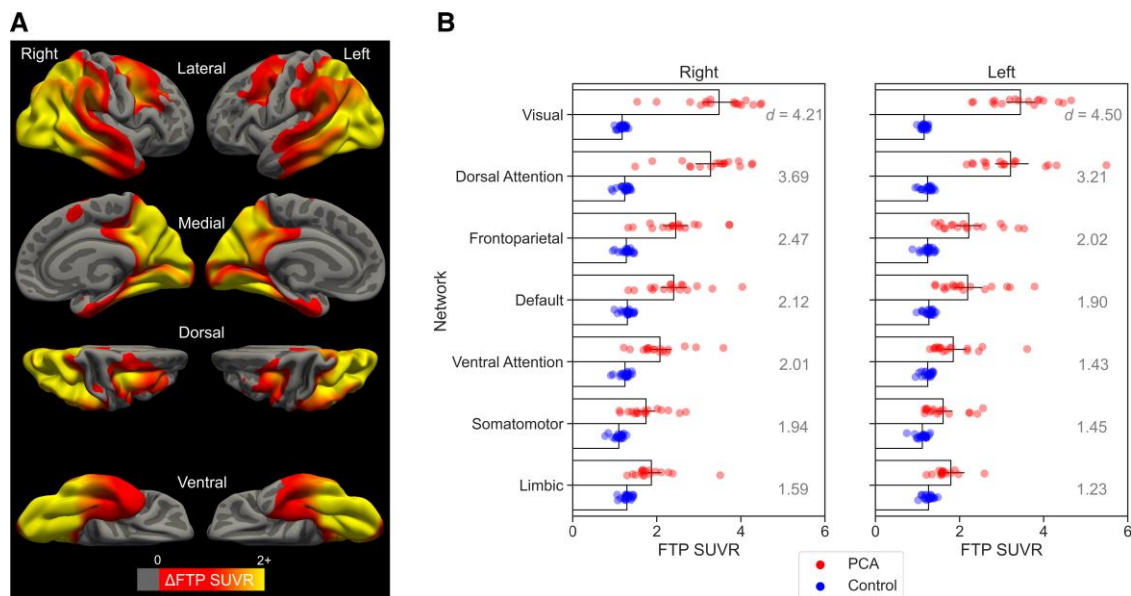 A
Right
Left
Lateral
Medial
Dorsal
Ventral
0 2+
ΔFTP SUVR
B
Right
Left
Network
Visual
d = 4.21
d = 4.50
Dorsal Attention
3.69
3.21
Frontoparietal
2.47
2.02
Default
2.12
1.90
Ventral Attention
2.01
1.43
Somatomotor
1.94
1.45
Limbic
1.59
1.23
0 2 4 6
0 2 4 6
FTP SUVR
FTP SUVR
PCA
Control